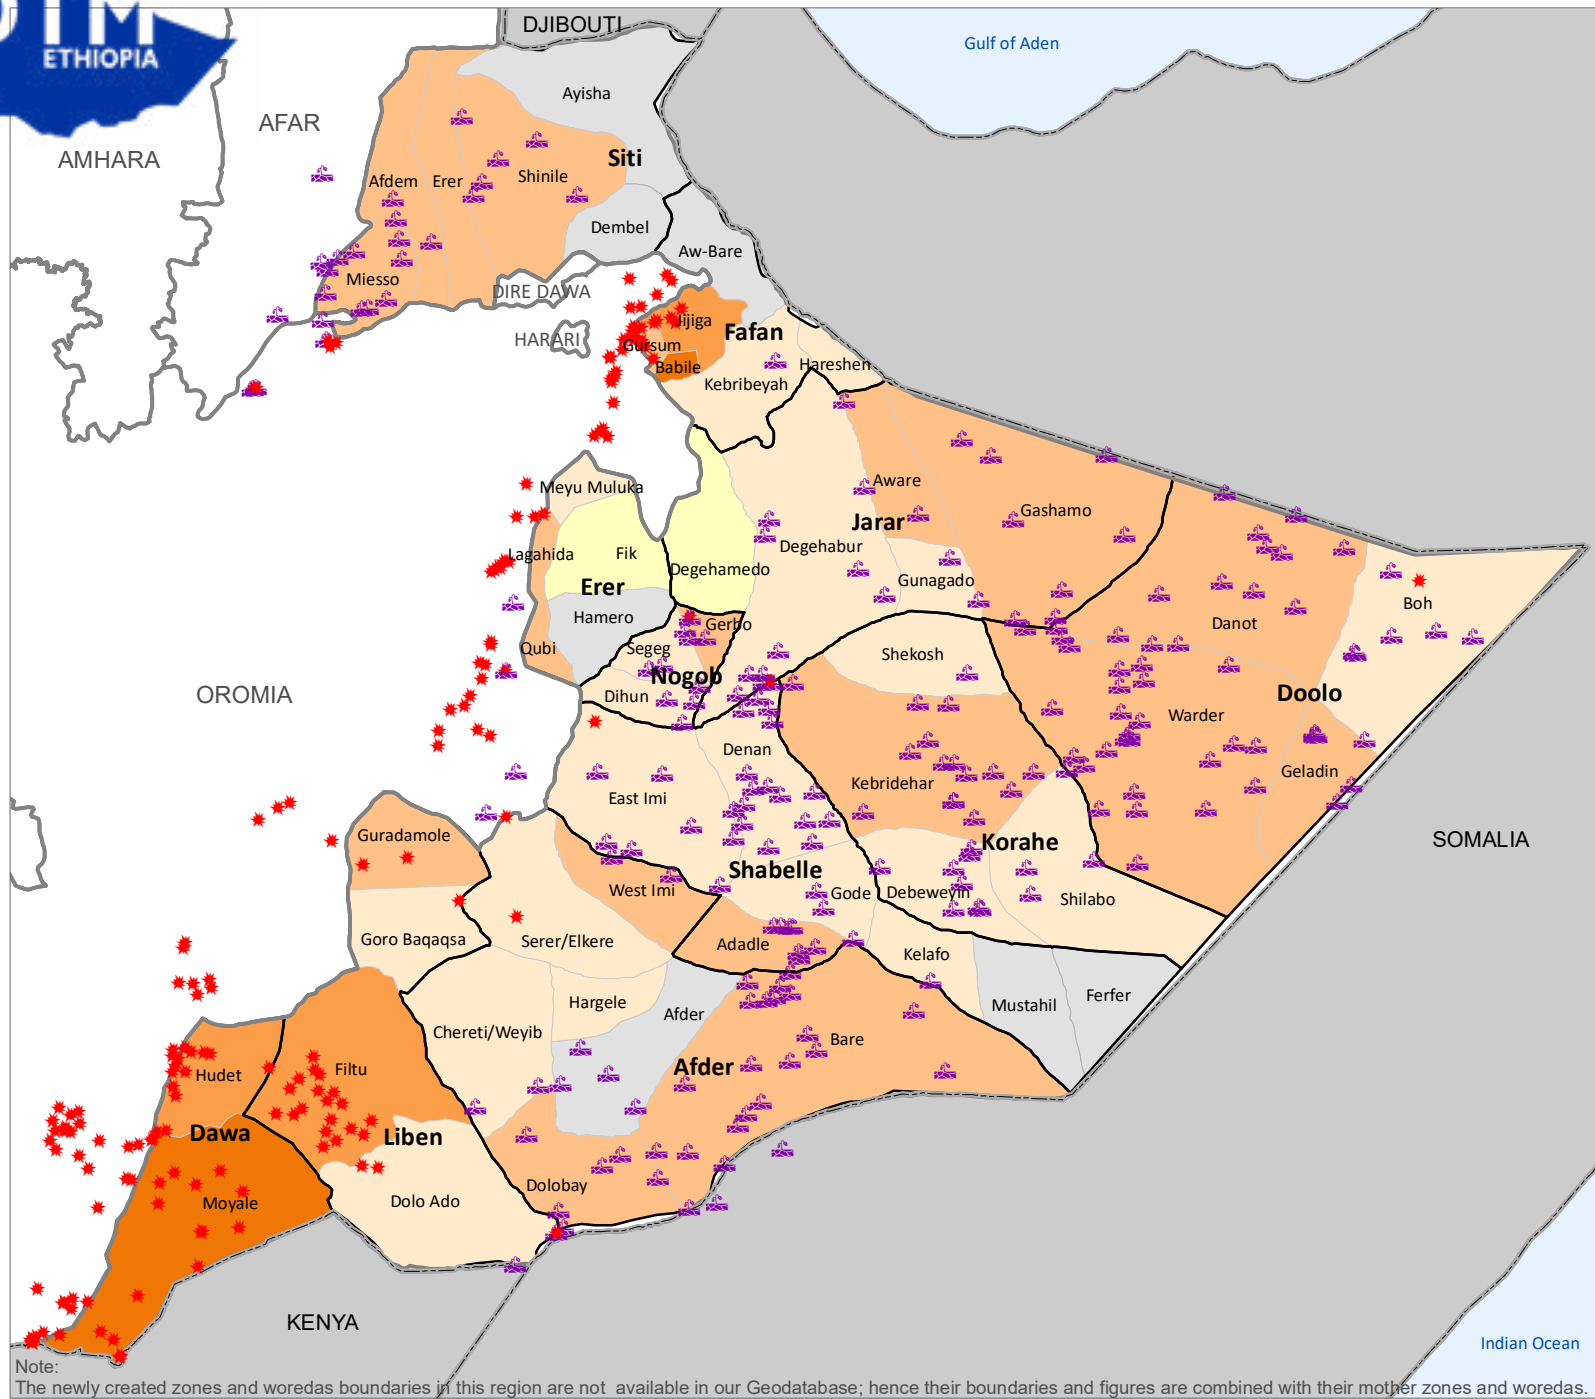 DTM
ETHIOPIA
DJIBOUTI
Gulf of Aden
Ayisha
AFAR
AMHARA
Siti
Afdem
Erer
Shinile
Dembel
Aw-Bare
Miesso
DIRE DAWA
HARARI
Jijiga
Fafan
Gursum
Babile
Hareshen
Kebribeyah
Meyu Muluka
Aware
Gashamo
Jarar
Degehabur
Lagahida
Fik
Degehamedo
Gunagado
Erer
Boh
Hamero
Gerbo
Danot
Segeg
Qubi
Shekosh
Nogob
OROMIA
Dihun
Doolo
Warder
Denan
Geladin
Kebridehar
East Imi
Guradamole
Korahe
SOMALIA
Shabelle
West Imi
Gode
Debeweyin
Shilabo
Goro Baqaqsa
Serer/Elkere
Adadle
Kelafo
Hargele
Afder
Mustahil
Ferfer
Chereti/Weyib
Bare
Filtu
Hudet
Afder
Dawa
Liben
Dolobay
Moyale
Dolo Ado
KENYA
Indian Ocean
Note:
The newly created zones and woredas boundaries in this region are not available in our Geodatabase; hence their boundaries and figures are combined with their mother zones and woredas.